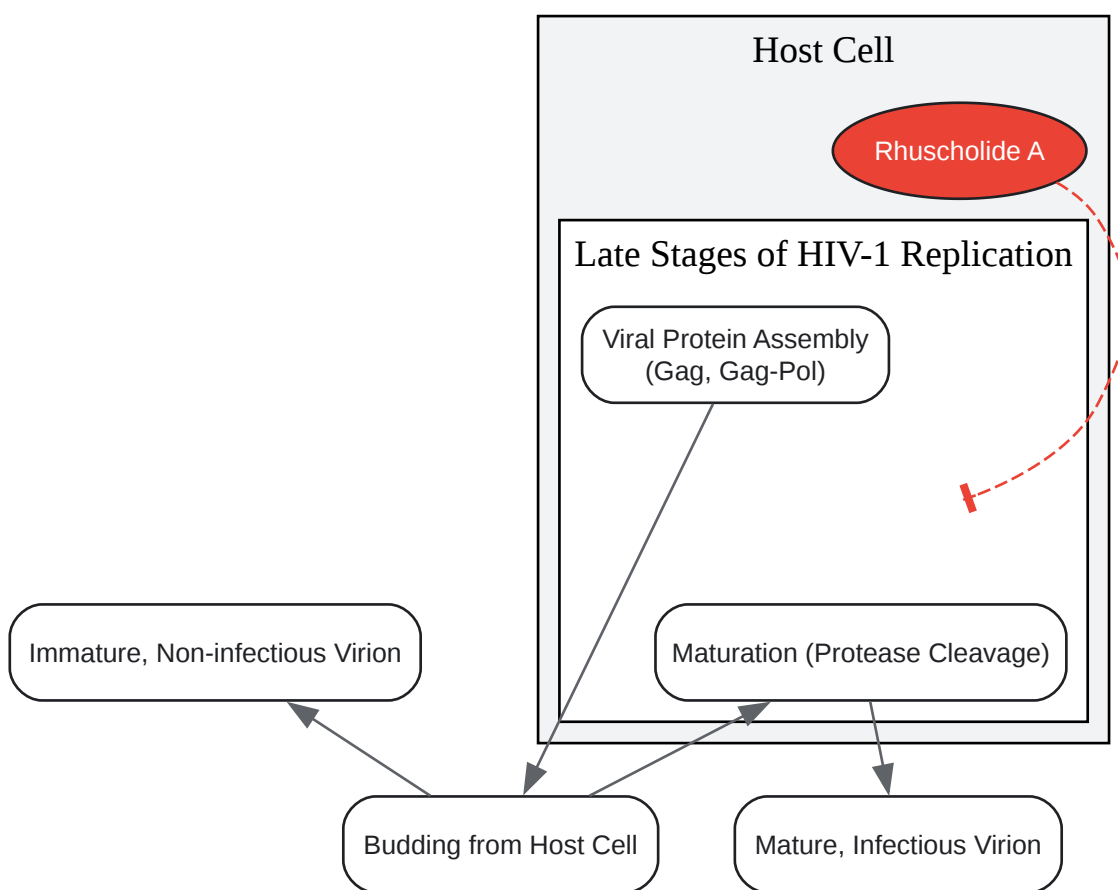 Host Cell
Rhuscholide A
Late Stages of HIV-1 Replication
Viral Protein Assembly
(Gag, Gag-Pol)
Immature, Non-infectious Virion
Maturation (Protease Cleavage)
Budding from Host Cell
Mature, Infectious Virion